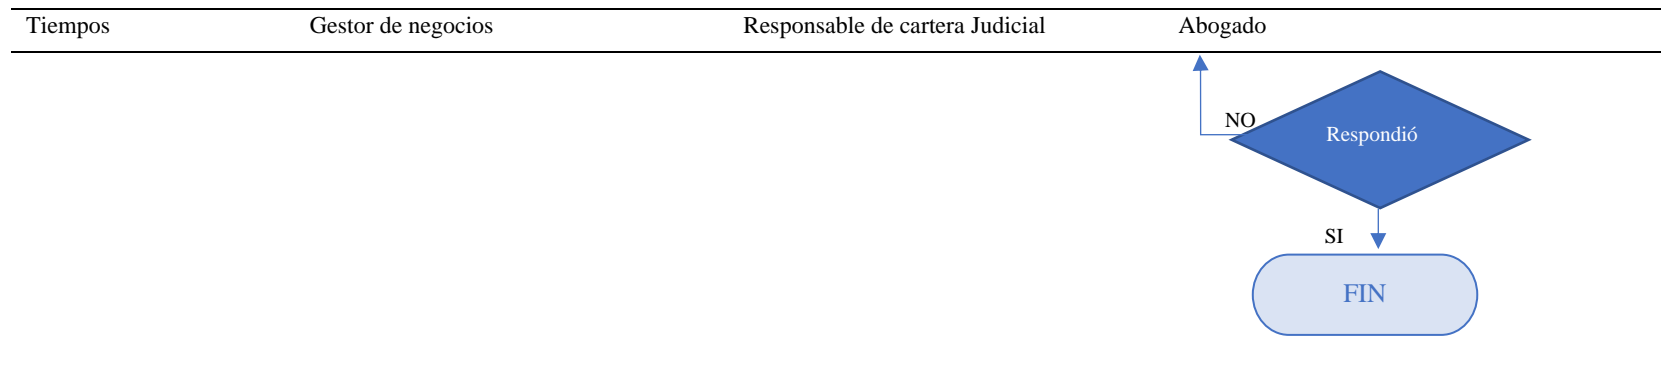 Tiempos Gestor de negocios Responsable de cartera Judicial Abogado
NO
Respondió
SI
FIN